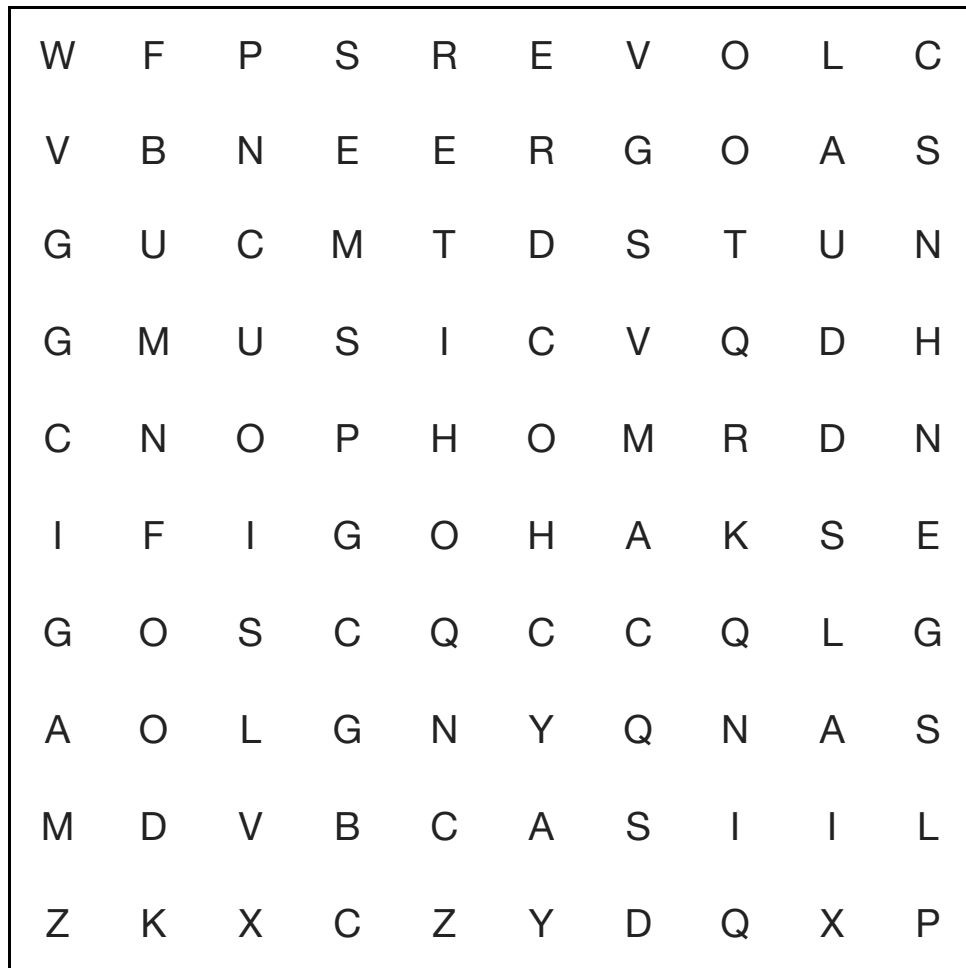 W F P S R E V O L C
V B N E E R G O A S
G U C M T D S T U N
G M U S I C V Q D H
C N O P H O M R D N
I F I G O H A K S E
G O S C Q C C Q L G
A O L G N Y Q N A S
M D V B C A S I I L
Z K X C Z Y D Q X P